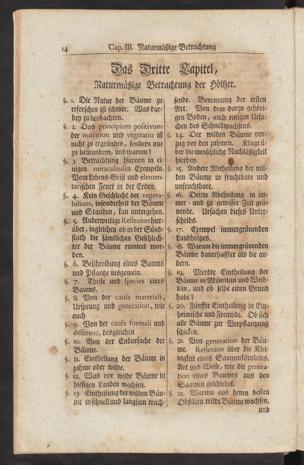 14 Cap. III. Naturmäßige Betrachtung
Das Dritte Capitel,
Naturmäßige Betrachtung der Höltzer.
§. 1. Die Natur der Bäume zu
erforschen ist schwer. Was dar-
bey zu beobachten.
§. 2. Das principium positivum
der nutrition und vegetatio ist
nicht zu ergründen, sondern nur
zu bewundern, und warum?
§. 3. Betrachtung hiervon in ei-
nigen miraculeusen Exempeln.
Vom Lebens-Geist und elemen-
tarischen Feuer in der Erden.
§. 4. Kein Geschlecht der vegeta-
bilium, insonderheit der Bäume
und Stauden, kan untergehen.
§. 5. Anderweitige Reflexion hier-
über, ingleichen ob in der Sünd-
fluth die sämtlichen Geschlech-
ter der Bäume ruiniret wor-
den.
§. 6. Beschreibung eines Baums
und Pflantze insgemein.
§. 7. Theile und species eines
Baums.
§. 8. Von der causa materiali,
Ursprung und generation, wie
auch
§. 9. Von der causa formali und
differentia, desgleichen
§. 10. Von der Endursache der
Bäume.
§. 11. Eintheilung der Bäume in
zahme oder wilde.
§. 12. Was vor wilde Bäume in
hiesigen Landen wachsen.
§. 13. Eintheilung der wilden Bäu-
me in schnell und langsam wach-
sende. Benennung der ersten
Art. Von dem darzu gehöri-
gen Boden, auch einigen Ursa-
chen des Schnellwachsens.
§. 14. Der wilden Bäume vor-
zug vor den zahmen. Klage ü-
ber die menschliche Nachläßigkeit
hierbey.
§. 15. Andere Abtheilung der wil-
den Bäume in fruchtbare und
unfruchtbare.
§. 16. Dritte Abtheilung in im-
mer- und zu gewisser Zeit grü-
nende. Ursachen dieses Unter-
schieds.
§. 17. Exempel immergrünenden
Laubholtzes.
§. 18. Warum die immergrünenden
Bäume dauerhaffter als die an-
dern.
§. 19. Vierdte Eintheilung der
Bäume in Männlein und Weib-
lein, und ob selbe einen Grund
habe?
§. 20. Fünffte Eintheilung in Ein-
heimische und Fremde. Ob sich
alle Bäume zur Verpflantzung
schicken.
§. 21. Von generation der Bäu-
me. Reflexion über die Klei-
nigkeit eines Saamenkörnleins.
Art und Weise, wie die genera-
tion eines Baumes aus den
Saamen geschiehet.
§. 22. Warum aus denen besten
Obstkern wilde Bäume wachsen,
und